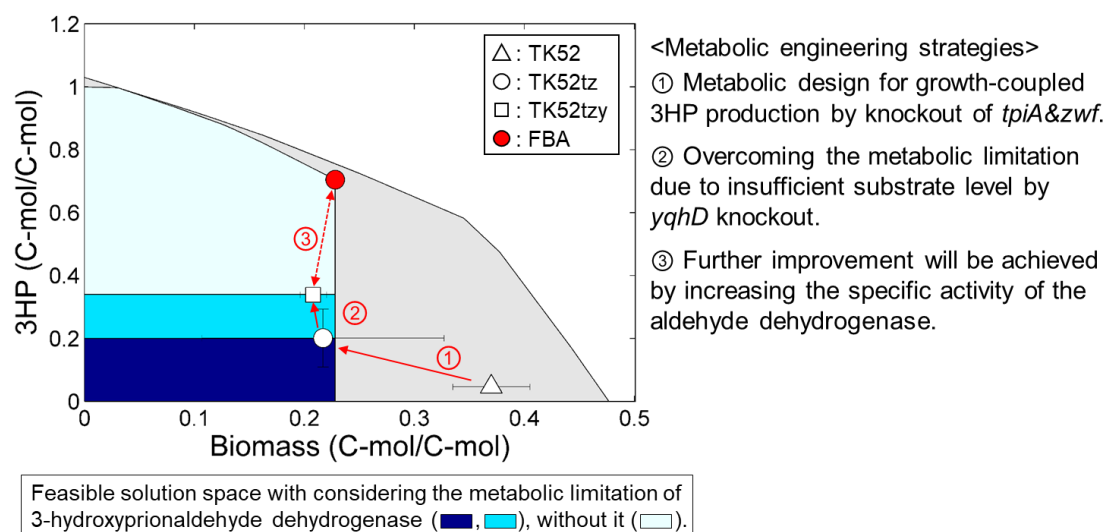 1.2
1
0.8
0.6
0.4
0.2
0
0
0.1
0.2
0.3
0.4
0.5
3HP (C-mol/C-mol)
Biomass (C-mol/C-mol)
△ : TK52
○ : TK52tz
□ : TK52tzy
● : FBA
③
②
①
<Metabolic engineering strategies>
① Metabolic design for growth-coupled
3HP production by knockout of tpiA&zwf.
② Overcoming the metabolic limitation
due to insufficient substrate level by
yqhD knockout.
③ Further improvement will be achieved
by increasing the specific activity of the
aldehyde dehydrogenase.
Feasible solution space with considering the metabolic limitation of
3-hydroxyprionaldehyde dehydrogenase ( , ), without it ( ).